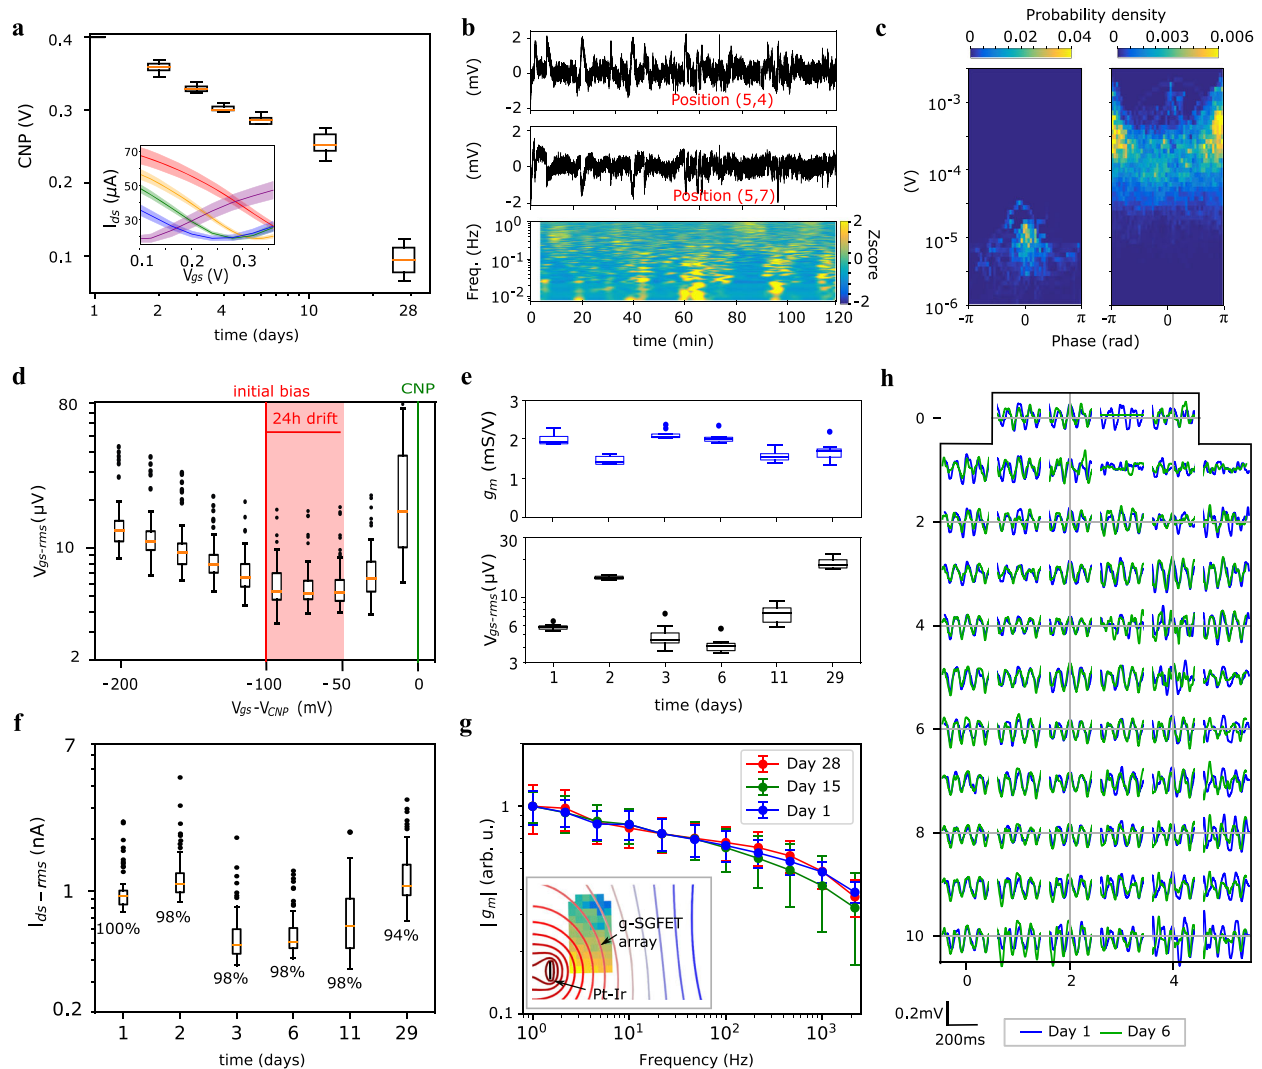 a
0.4
0.3
0.2
0.1
CNP (V)
70
50
30
I_ds (µA)
0.1
0.2
0.3
V_gs (V)
1
2
4
10
28
time (days)
b
2
0
-2
(mV)
Position (5,4)
2
0
-2
(mV)
Position (5,7)
10^0
10^-1
10^-2
Freq. (Hz)
2
0
-2
Zscore
0
20
40
60
80
100
120
time (min)
c
Probability density
0
0.02
0.04
0
0.003
0.006
10^-3
10^-4
10^-5
10^-6
(V)
-π
0
π
-π
0
π
Phase (rad)
d
initial bias
CNP
24h drift
80
10
2
V_gs-rms (µV)
-200
-100
-50
0
V_gs-V_CNP (mV)
e
3
2
1
0
g_m (mS/V)
30
10
6
3
V_gs-rms (µV)
1
2
3
6
11
29
time (days)
f
7
1
0.2
I_ds-rms (nA)
100%
98%
98%
98%
98%
94%
1
2
3
6
11
29
time (days)
g
1
0.1
|g_m| (arb. u.)
Day 28
Day 15
Day 1
g-SGFET
array
Pt-Ir
10^0
10^1
10^2
10^3
Frequency (Hz)
h
0
2
4
6
8
10
0
2
4
0.2mV
200ms
Day 1
Day 6